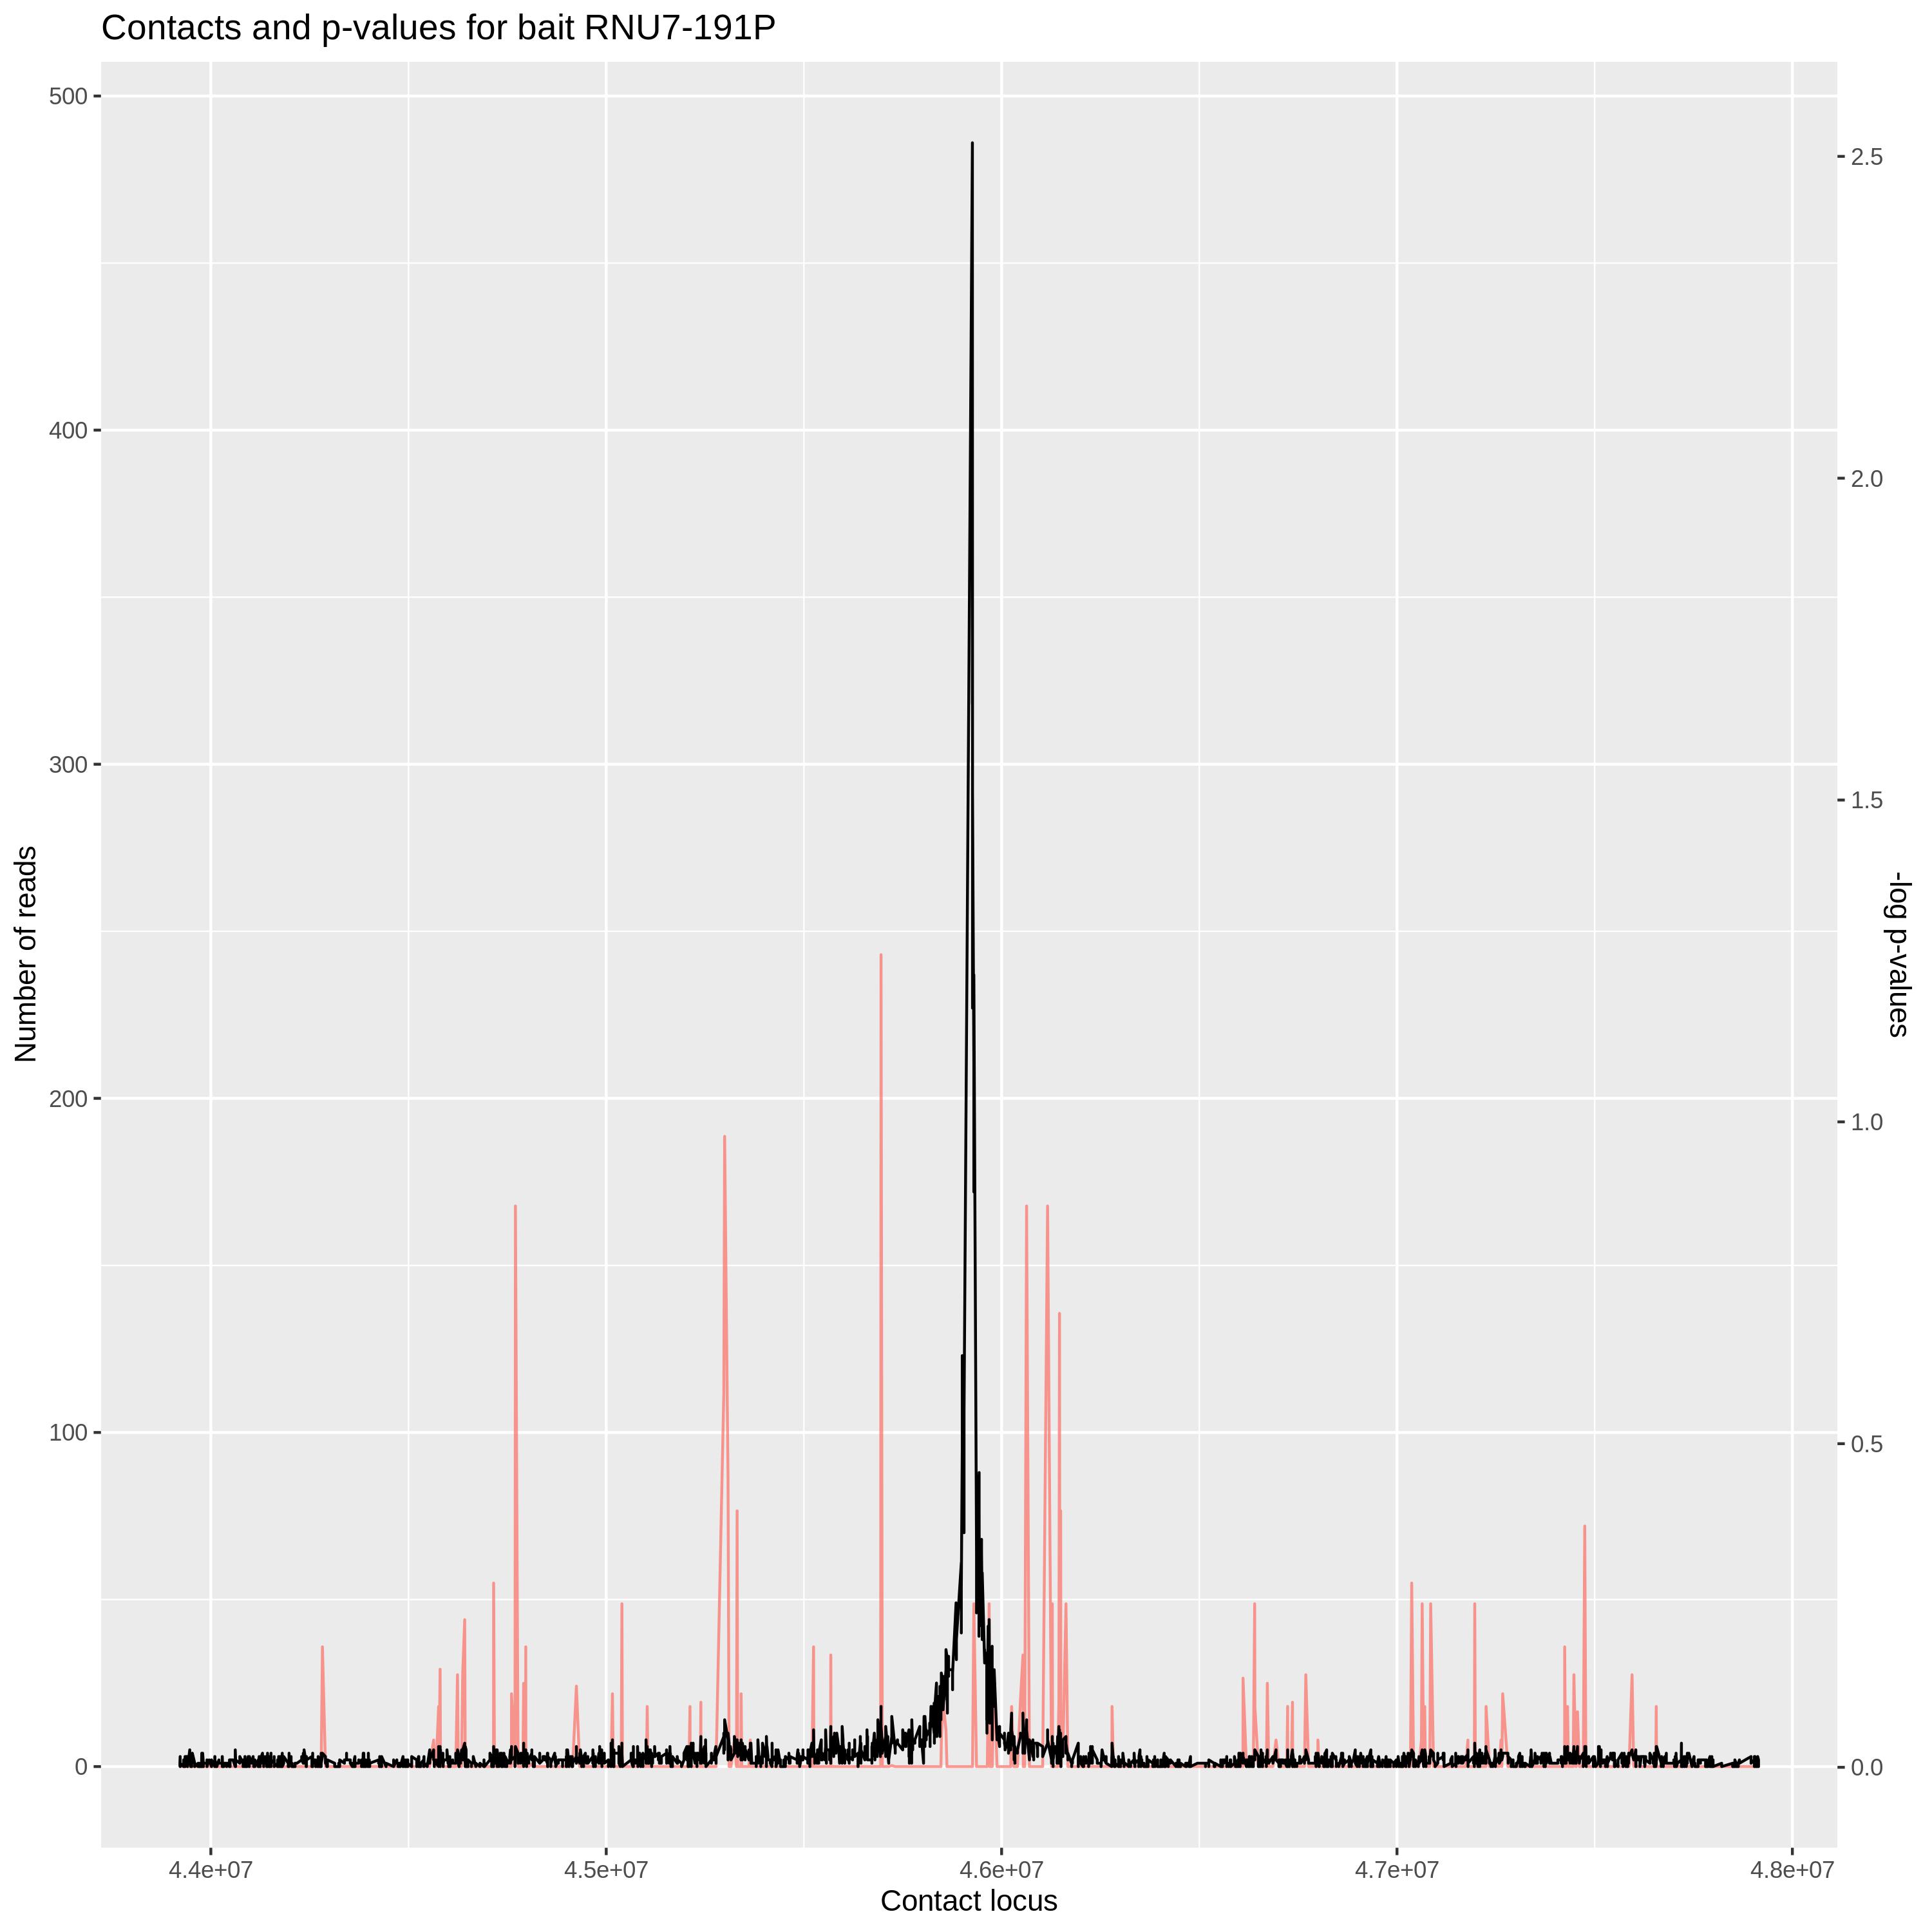 Contacts and p-values for bait RNU7-191P
500
400
300
200
100
0
Number of reads
2.5
2.0
1.5
1.0
0.5
0.0
-log p-values
4.4e+07
4.5e+07
4.6e+07
4.7e+07
4.8e+07
Contact locus